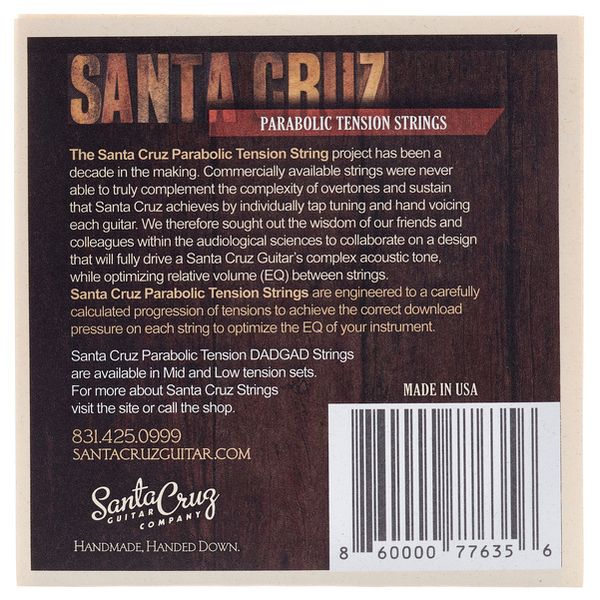 SANTA CRUZ
PARABOLIC TENSION STRINGS
The Santa Cruz Parabolic Tension String project has been a
decade in the making. Commercially available strings were never
able to truly complement the complexity of overtones and sustain
that Santa Cruz achieves by individually tap tuning and hand voicing
each guitar. We therefore sought out the wisdom of our friends and
colleagues within the audiological sciences to collaborate on a design
that will fully drive a Santa Cruz Guitar's complex acoustic tone,
while optimizing relative volume (EQ) between strings.
Santa Cruz Parabolic Tension Strings are engineered to a carefully
calculated progression of tensions to achieve the correct download
pressure on each string to optimize the EQ of your instrument.
Santa Cruz Parabolic Tension DADGAD Strings
are available in Mid and Low tension sets.
For more about Santa Cruz Strings
visit the site or call the shop.
MADE IN USA
831.425.0999
SANTACRUZGUITAR.COM
Santa Cruz
GUITAR
COMPANY
HANDMADE, HANDED DOWN.
8 60000 77635 6